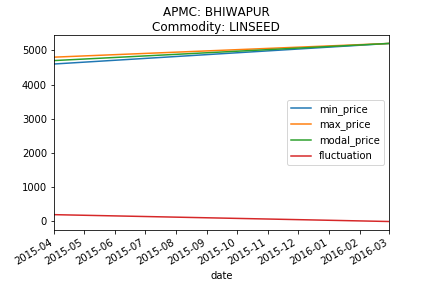 APMC: BHIWAPUR
Commodity: LINSEED
5000
4000
3000
2000
1000
0
min_price
max_price
modal_price
fluctuation
2015-04
2015-05
2015-06
2015-07
2015-08
2015-09
2015-10
2015-11
2015-12
2016-01
2016-02
2016-03
date